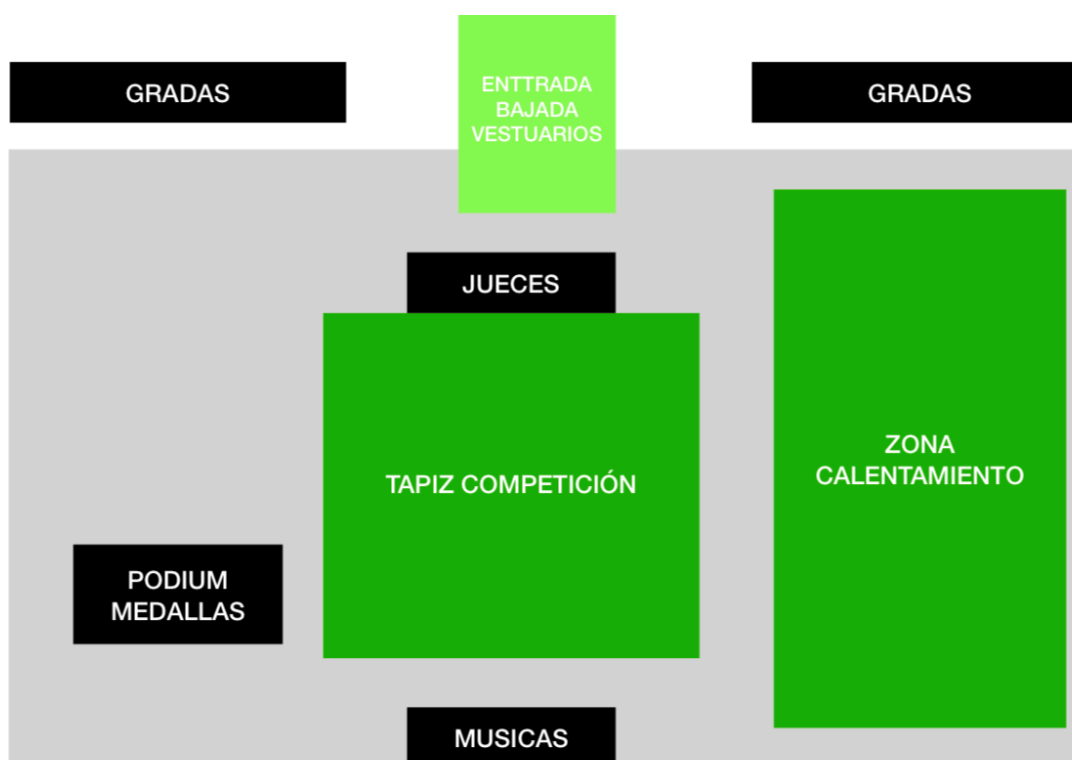 GRADAS
ENTTRADA
BAJADA
VESTUARIOS
GRADAS
JUECES
TAPIZ COMPETICIÓN
ZONA
CALENTAMIENTO
PODIUM
MEDALLAS
MUSICAS